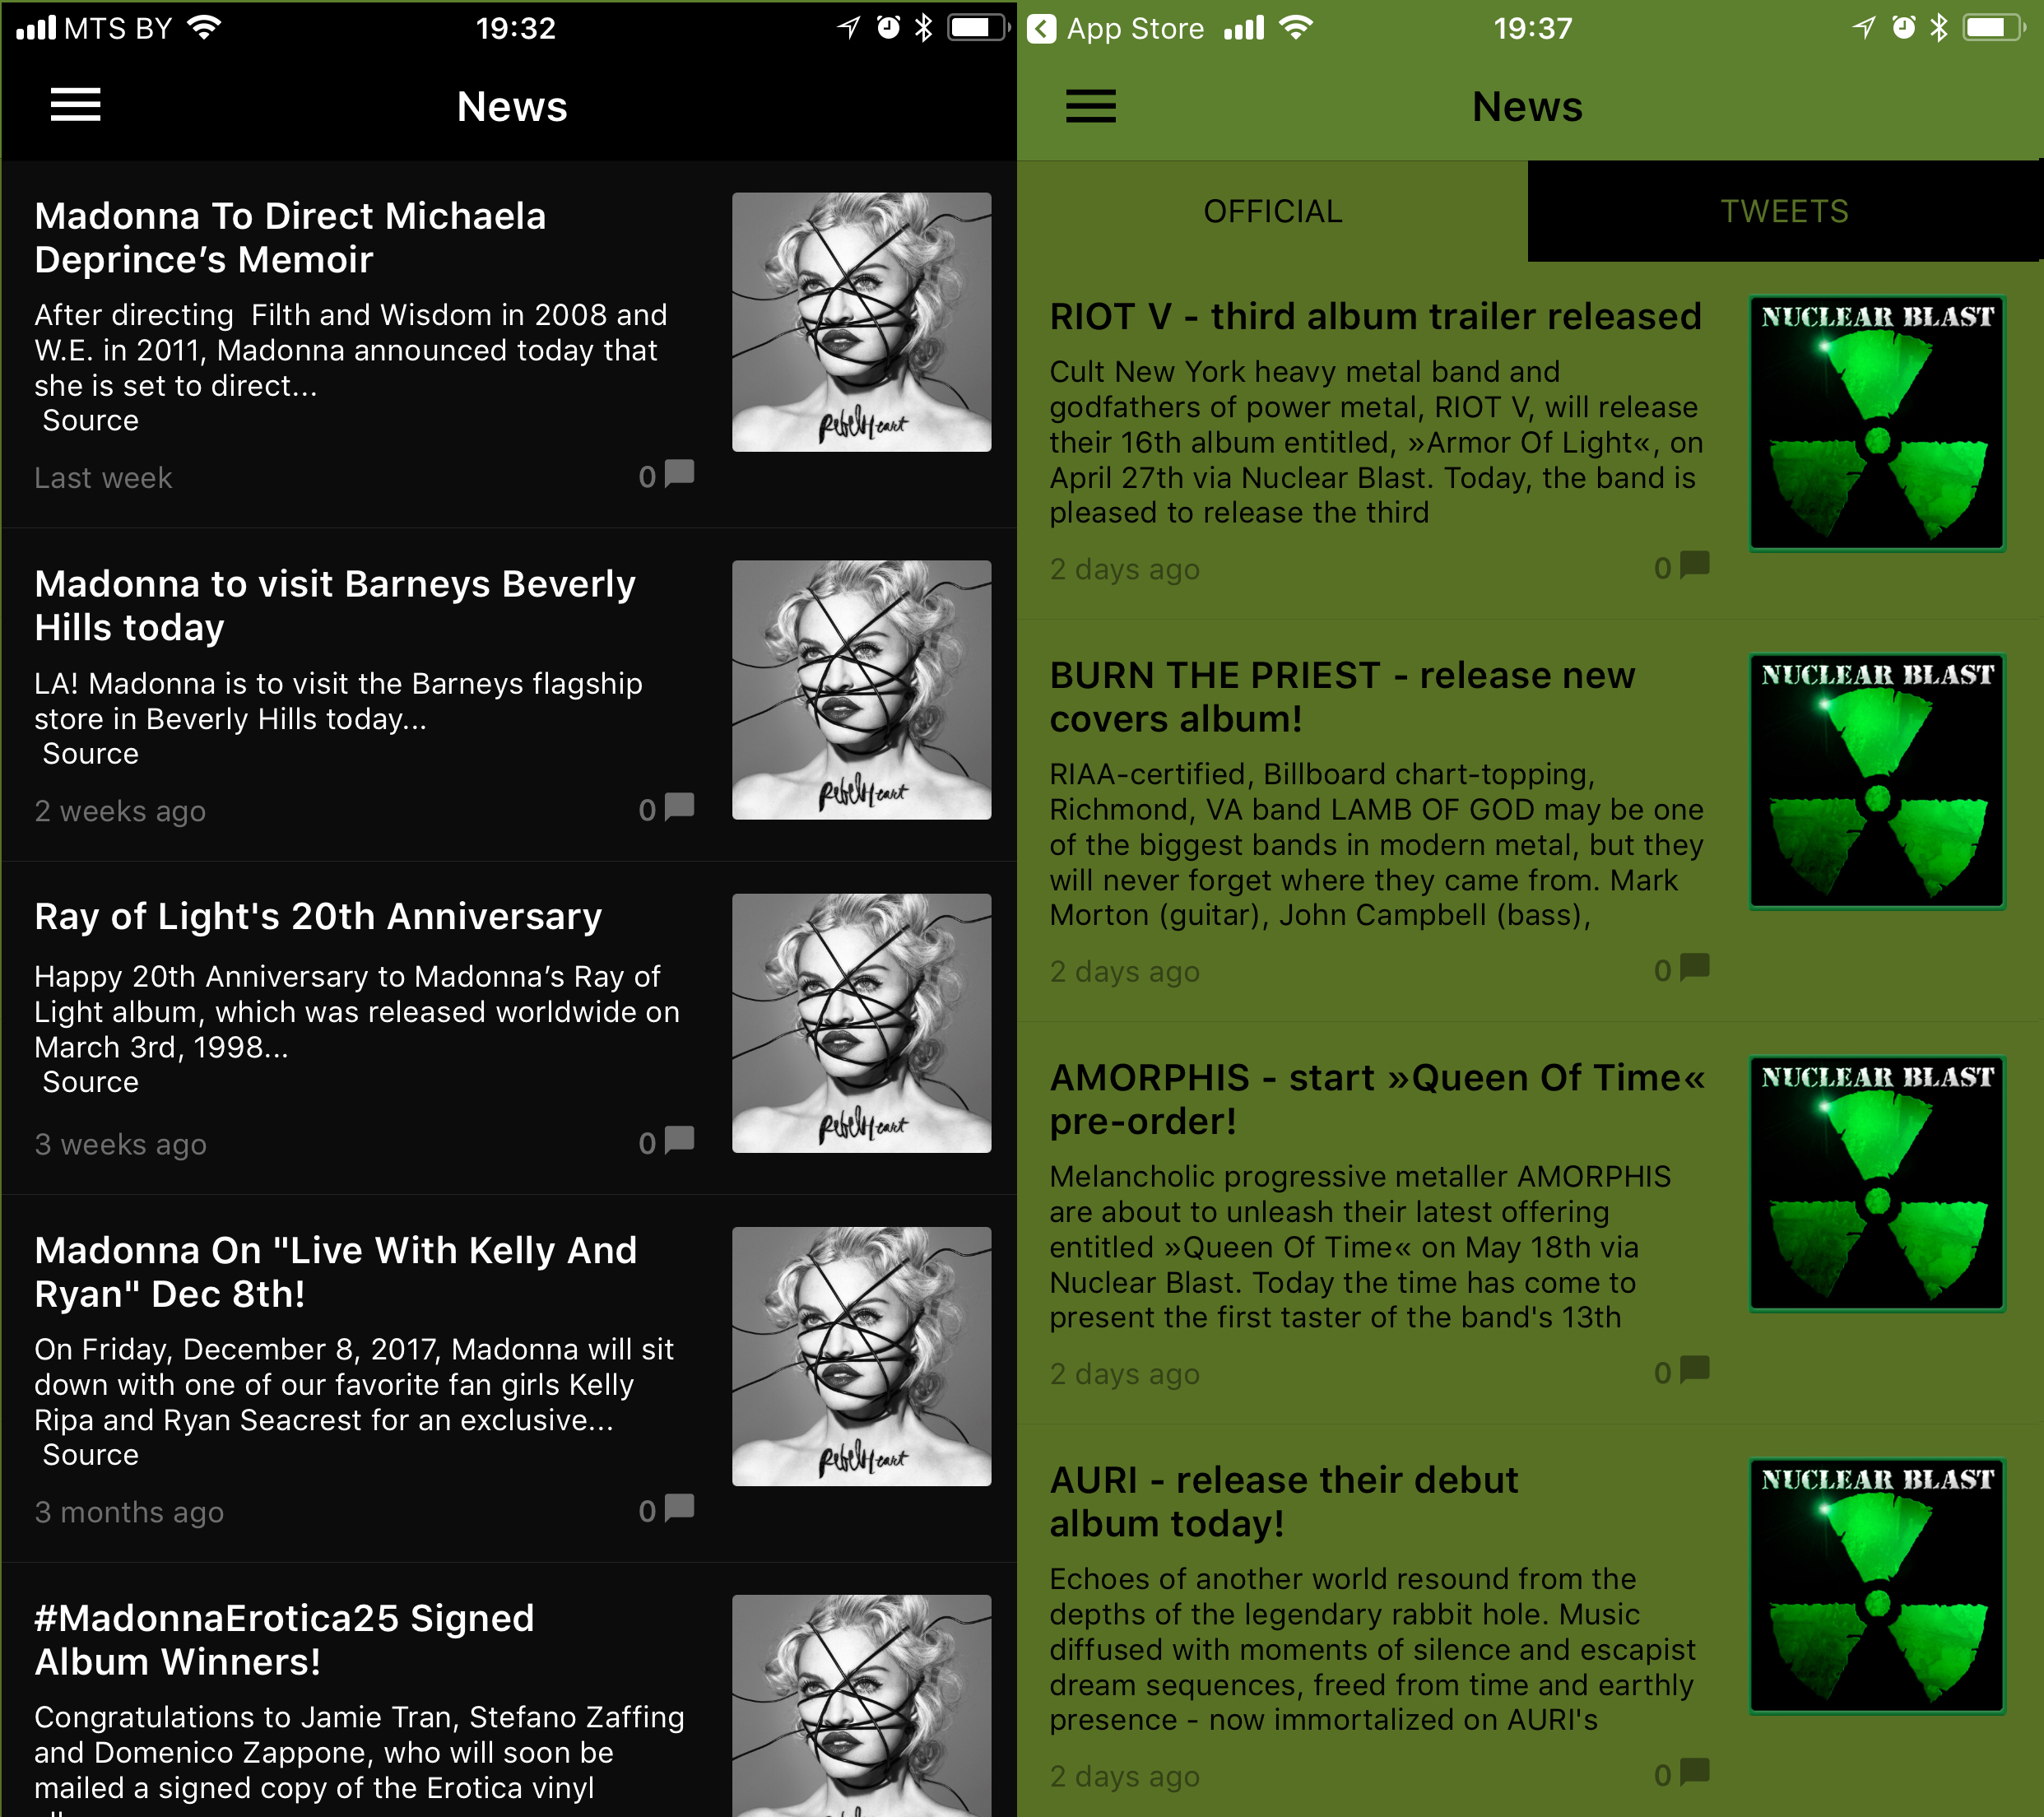 MTS BY 19:32
News
Madonna To Direct Michaela
Deprince’s Memoir
After directing  Filth and Wisdom in 2008 and
W.E. in 2011, Madonna announced today that
she is set to direct...
Source
Last week 0
Rebel Heart
Madonna to visit Barneys Beverly
Hills today
LA! Madonna is to visit the Barneys flagship
store in Beverly Hills today...
Source
2 weeks ago 0
Rebel Heart
Ray of Light's 20th Anniversary
Happy 20th Anniversary to Madonna’s Ray of
Light album, which was released worldwide on
March 3rd, 1998...
Source
3 weeks ago 0
Rebel Heart
Madonna On "Live With Kelly And
Ryan" Dec 8th!
On Friday, December 8, 2017, Madonna will sit
down with one of our favorite fan girls Kelly
Ripa and Ryan Seacrest for an exclusive...
Source
3 months ago 0
Rebel Heart
#MadonnaErotica25 Signed
Album Winners!
Congratulations to Jamie Tran, Stefano Zaffing
and Domenico Zappone, who will soon be
mailed a signed copy of the Erotica vinyl
App Store 19:37
News
OFFICIAL
TWEETS
RIOT V - third album trailer released
Cult New York heavy metal band and
godfathers of power metal, RIOT V, will release
their 16th album entitled, »Armor Of Light«, on
April 27th via Nuclear Blast. Today, the band is
pleased to release the third
2 days ago 0
NUCLEAR BLAST
BURN THE PRIEST - release new
covers album!
RIAA-certified, Billboard chart-topping,
Richmond, VA band LAMB OF GOD may be one
of the biggest bands in modern metal, but they
will never forget where they came from. Mark
Morton (guitar), John Campbell (bass),
2 days ago 0
NUCLEAR BLAST
AMORPHIS - start »Queen Of Time«
pre-order!
Melancholic progressive metaller AMORPHIS
are about to unleash their latest offering
entitled »Queen Of Time« on May 18th via
Nuclear Blast. Today the time has come to
present the first taster of the band's 13th
2 days ago 0
NUCLEAR BLAST
AURI - release their debut
album today!
Echoes of another world resound from the
depths of the legendary rabbit hole. Music
diffused with moments of silence and escapist
dream sequences, freed from time and earthly
presence - now immortalized on AURI's
2 days ago 0
NUCLEAR BLAST